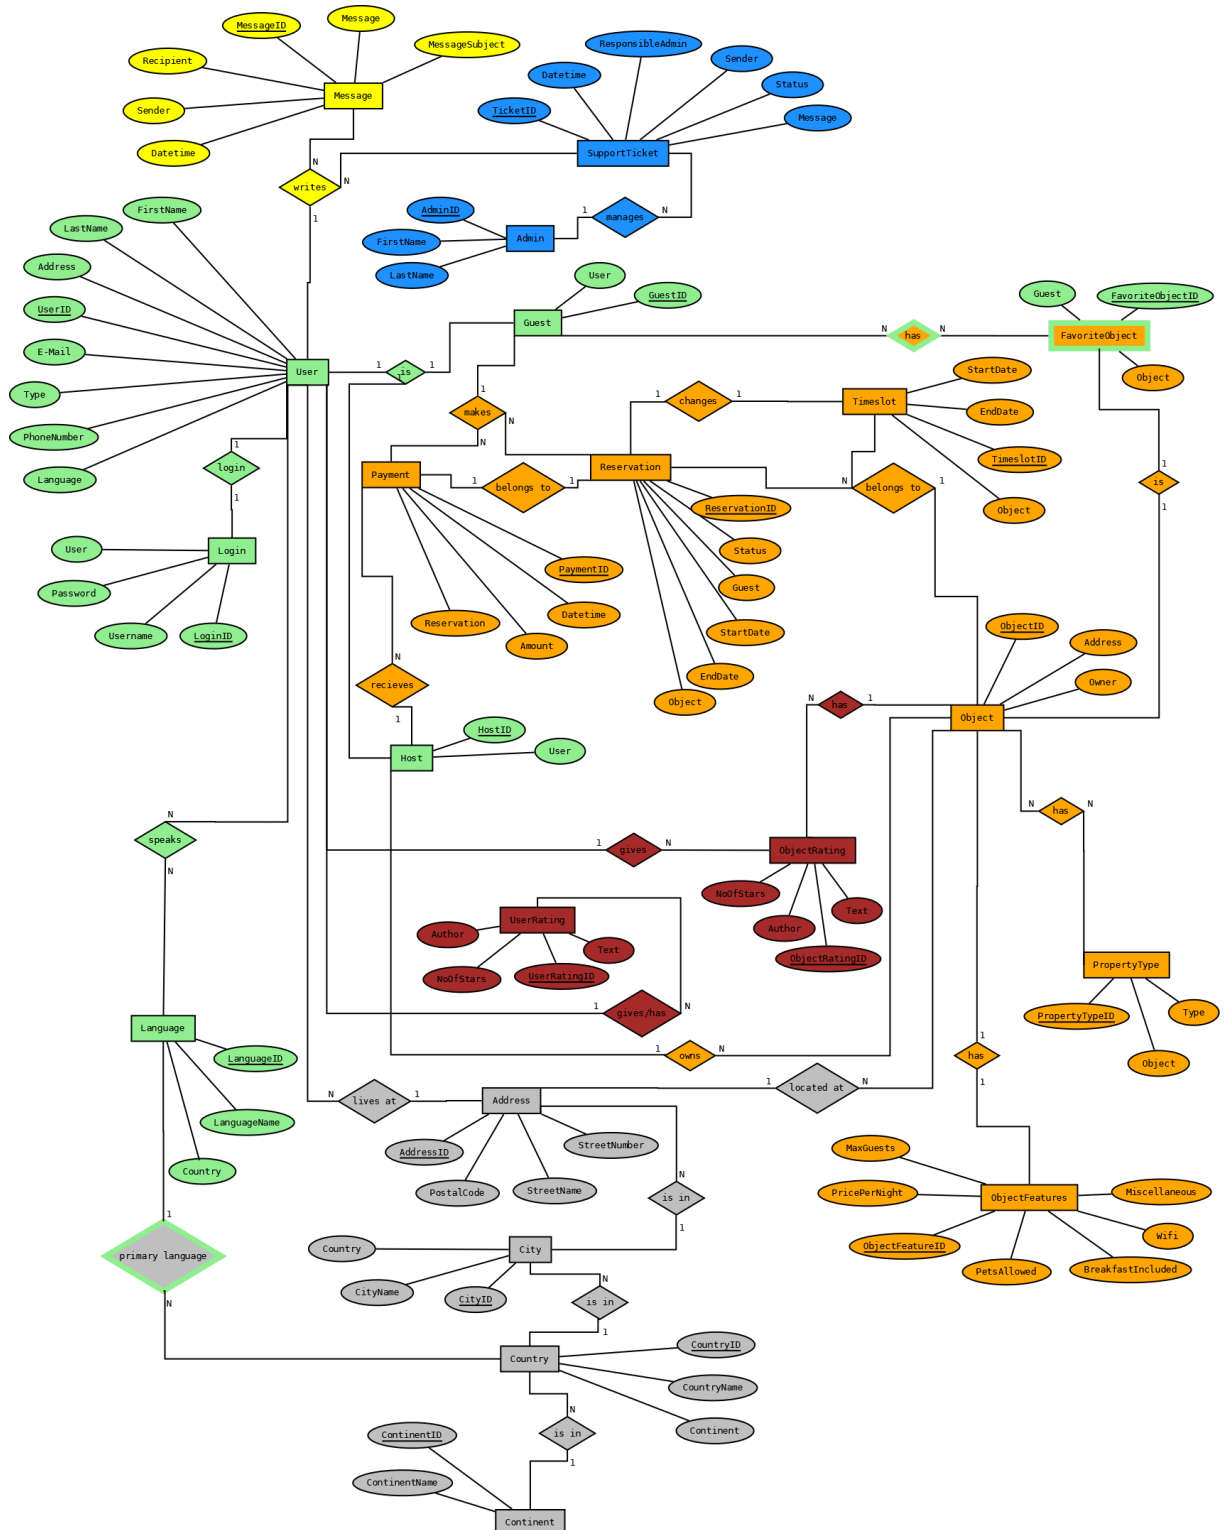 Message
MessageID
MessageSubject
Recipient
Message
Sender
Datetime
N
writes
1
N
ResponsibleAdmin
Sender
Datetime
Status
TicketID
Message
SupportTicket
AdminID
1
manages
N
FirstName
Admin
LastName
FirstName
LastName
Address
UserID
E-Mail
Type
PhoneNumber
Language
User
1
is
1
1
User
GuestID
Guest
N
has
N
Guest
FavoriteObjectID
FavoriteObject
Object
StartDate
1
changes
1
Timeslot
EndDate
TimeslotID
Object
1
makes
N
N
1
login
1
Payment
1
belongs to
1
Reservation
N
belongs to
1
1
is
1
ReservationID
Status
Guest
StartDate
EndDate
Object
User
Login
Password
Username
LoginID
PaymentID
Datetime
Reservation
Amount
N
recieves
1
ObjectID
Address
Owner
Object
N
has
1
HostID
Host
User
N
speaks
N
N
has
N
1
gives
N
ObjectRating
NoOfStars
Text
Author
ObjectRatingID
UserRating
Author
Text
NoOfStars
UserRatingID
1
gives/has
N
PropertyType
PropertyTypeID
Type
Object
Language
LanguageID
LanguageName
Country
1
owns
N
1
has
1
N
lives at
1
Address
1
located at
N
AddressID
StreetNumber
PostalCode
StreetName
N
is in
1
MaxGuests
PricePerNight
ObjectFeatures
Miscellaneous
ObjectFeatureID
Wifi
PetsAllowed
BreakfastIncluded
1
primary language
N
Country
City
CityName
CityID
N
is in
1
Country
CountryID
CountryName
Continent
N
is in
1
ContinentID
ContinentName
Continent